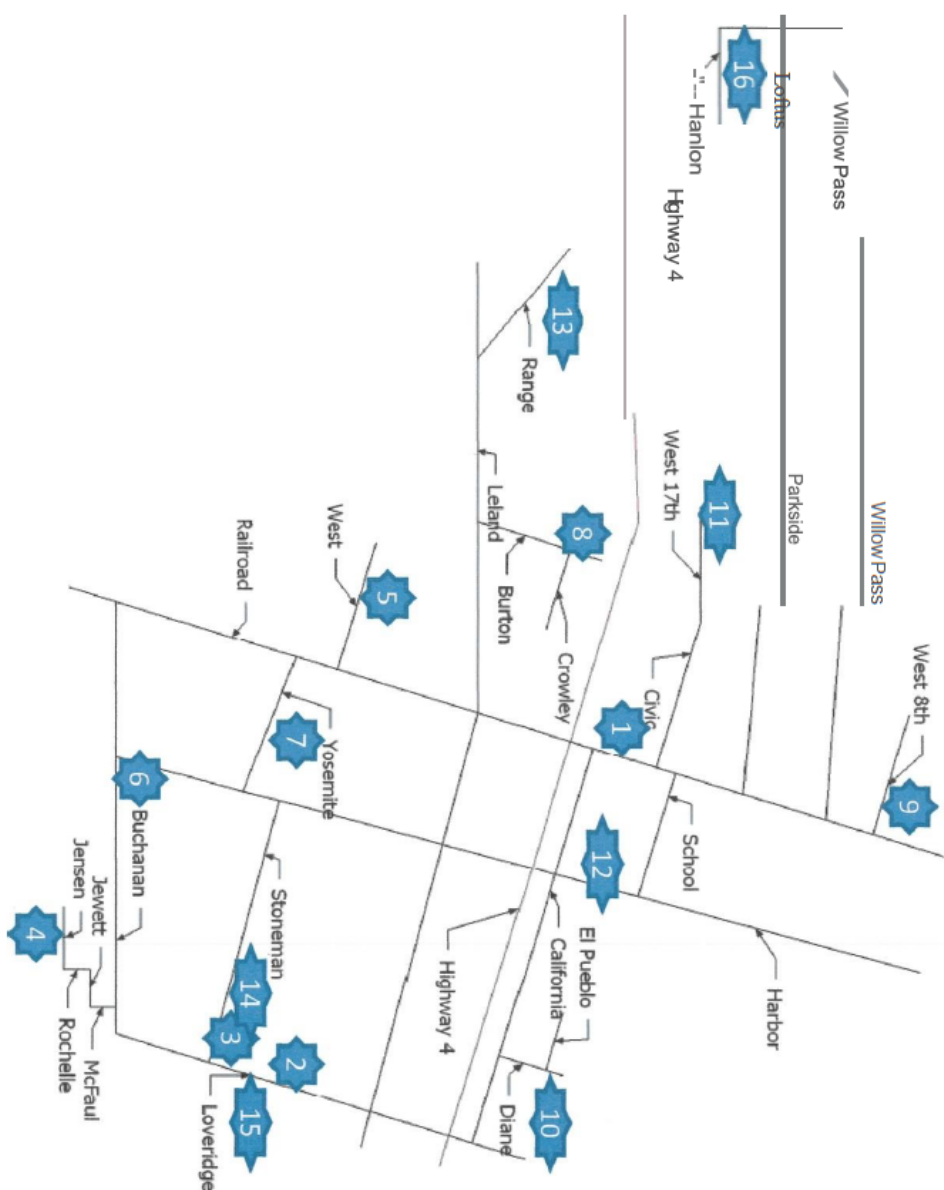 West 8th
9
Willow Pass
Willow Pass
Parkside
Loftus
Harbor
16
11
-"-- Hanlon
School
Highway 4
West 17th
Civic
1
12
El Pueblo
8
13
Crowley
California
10
Range
Burton
Diane
Leland
Highway 4
5
West
Yosemite
7
2
Stoneman
14
15
Railroad
3
Loveridge
6
Buchanan
Jewett
McFaul
Jensen
Rochelle
4